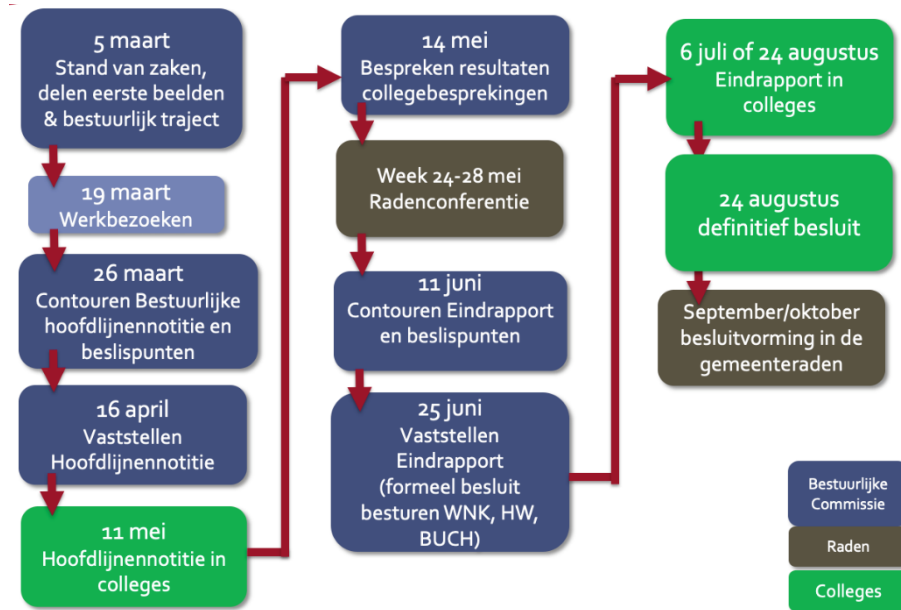 5 maart
Stand van zaken,
delen eerste beelden
& bestuurlijk traject
19 maart
Werkbezoeken
26 maart
Contouren Bestuurlijke
hoofdlijnennotitie en
beslispunten
16 april
Vaststellen
Hoofdlijnennotitie
11 mei
Hoofdlijnennotitie in
colleges
14 mei
Bespreken resultaten
collegebesprekingen
Week 24-28 mei
Radenconferentie
11 juni
Contouren Eindrapport
en beslispunten
25 juni
Vaststellen
Eindrapport
(formeel besluit
besturen WNK, HW,
BUCH)
6 juli of 24 augustus
Eindrapport in
colleges
24 augustus
definitief besluit
September/oktober
besluitvorming in de
gemeenteraden
Bestuurlijke
Commissie
Raden
Colleges